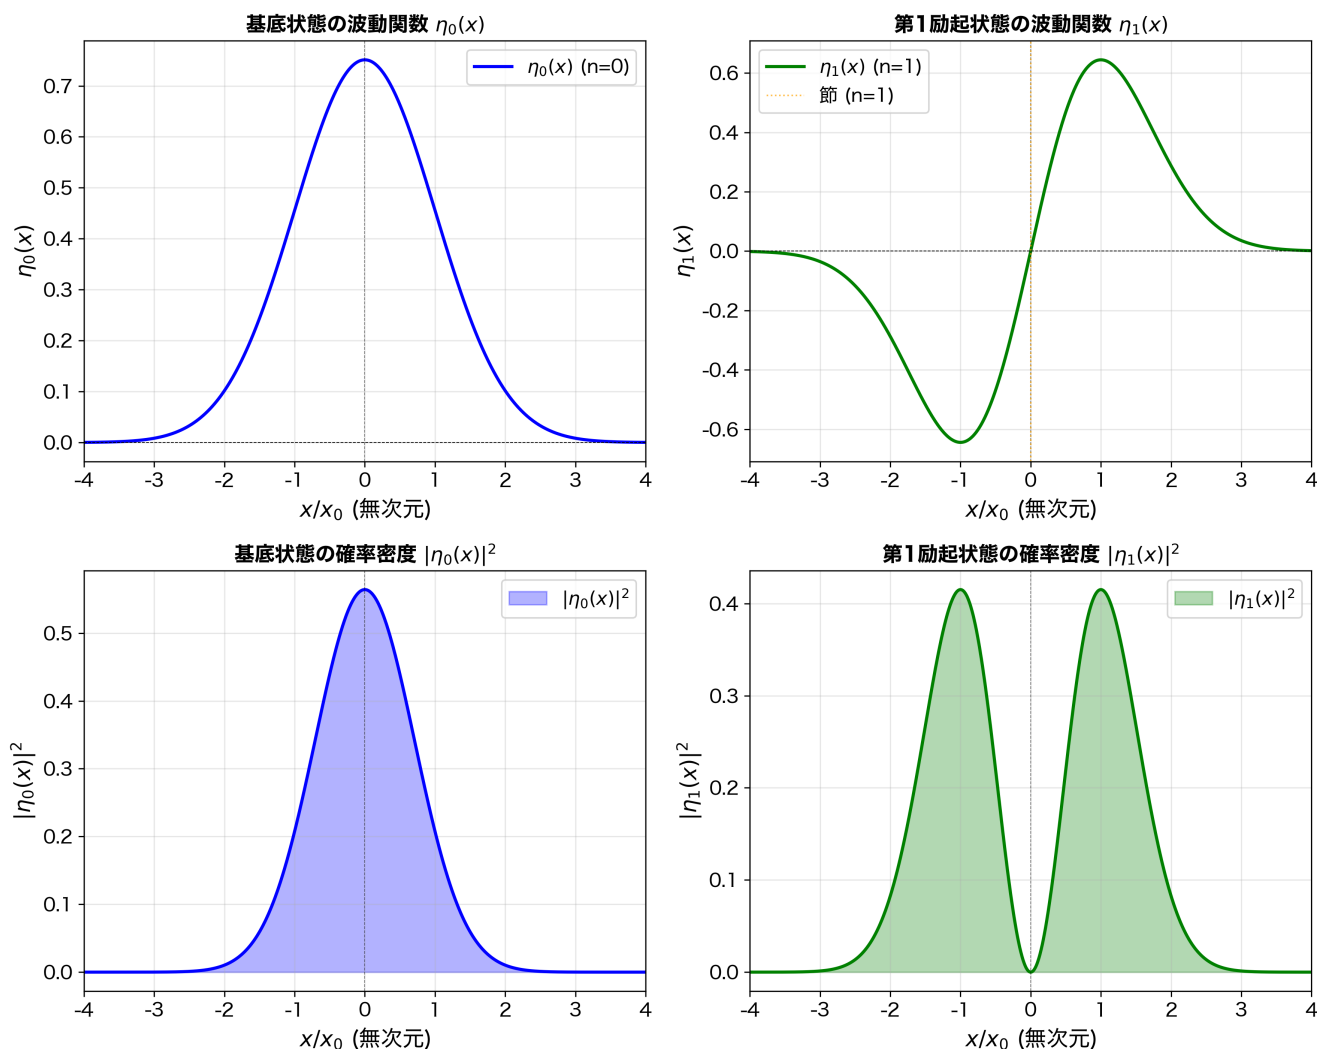 基底状態の波動関数 η₀(x)
η₀(x) (n=0)
η₀(x)
0.7
0.6
0.5
0.4
0.3
0.2
0.1
0.0
-4 -3 -2 -1 0 1 2 3 4
x/x₀ (無次元)
第1励起状態の波動関数 η₁(x)
η₁(x) (n=1)
節 (n=1)
η₁(x)
0.6
0.4
0.2
0.0
-0.2
-0.4
-0.6
-4 -3 -2 -1 0 1 2 3 4
x/x₀ (無次元)
基底状態の確率密度 |η₀(x)|²
|η₀(x)|²
|η₀(x)|²
0.5
0.4
0.3
0.2
0.1
0.0
-4 -3 -2 -1 0 1 2 3 4
x/x₀ (無次元)
第1励起状態の確率密度 |η₁(x)|²
|η₁(x)|²
|η₁(x)|²
0.4
0.3
0.2
0.1
0.0
-4 -3 -2 -1 0 1 2 3 4
x/x₀ (無次元)